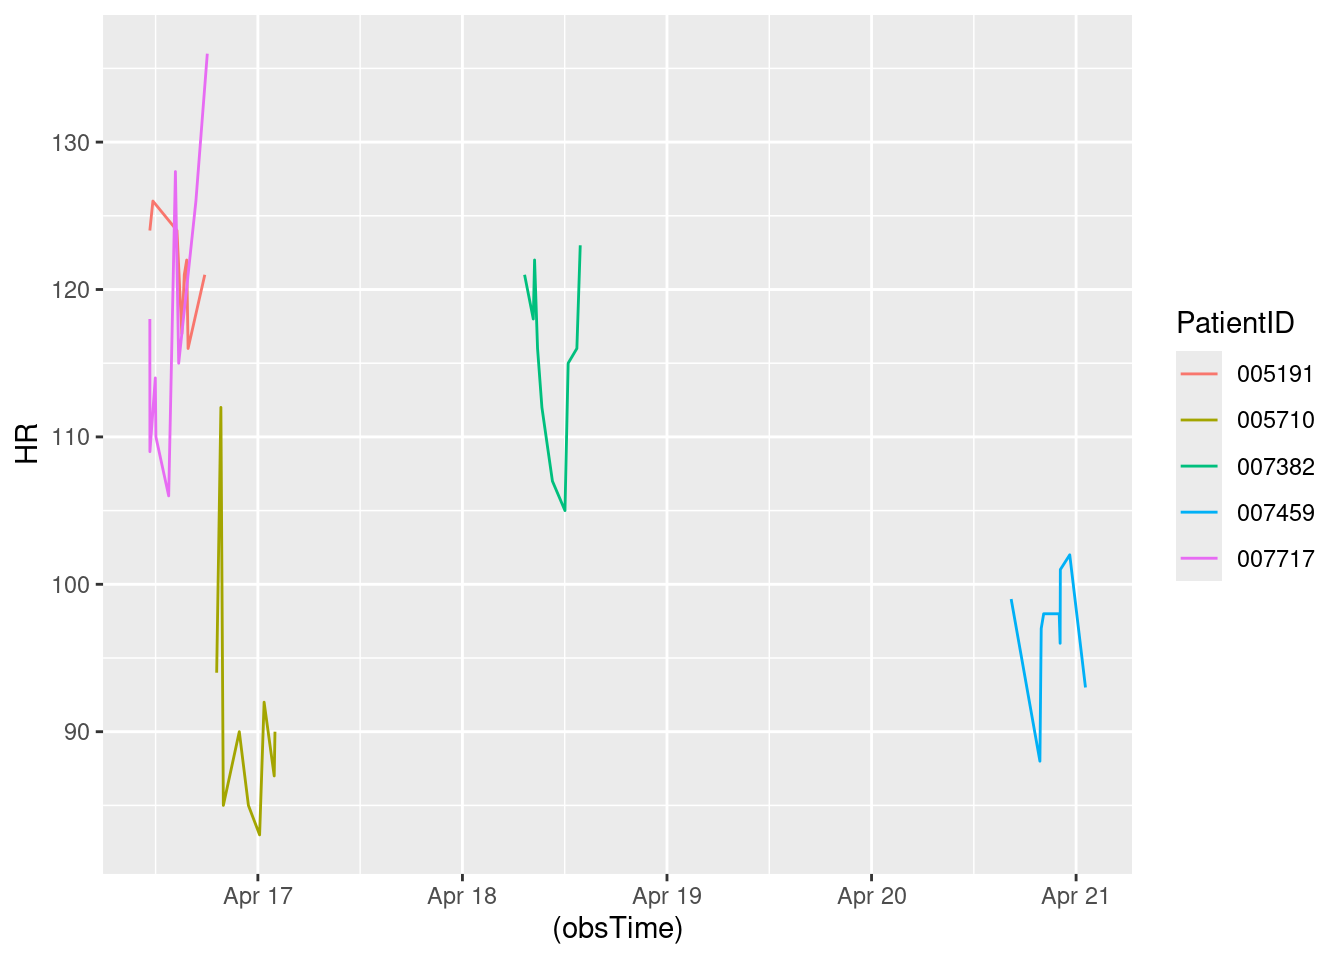 130
120
110
100
90
HR
Apr 17
Apr 18
Apr 19
Apr 20
Apr 21
(obsTime)
PatientID
005191
005710
007382
007459
007717